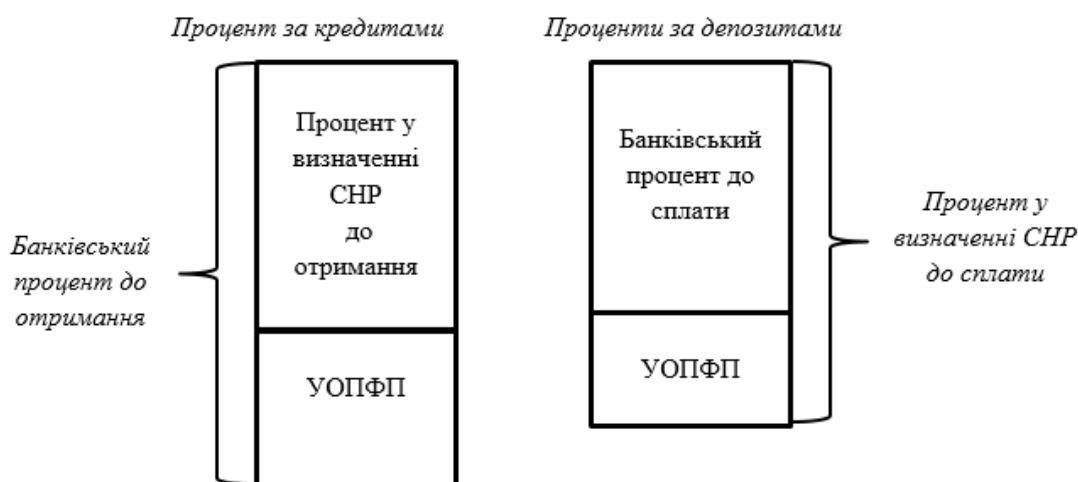 Процент за кредитами
Проценти за депозитами
Процент у
визначенні
СНР
до
отримання
УОПФП
Банківський
процент до
отримання
Банківський
процент до
сплати
УОПФП
Процент у
визначенні СНР
до сплати